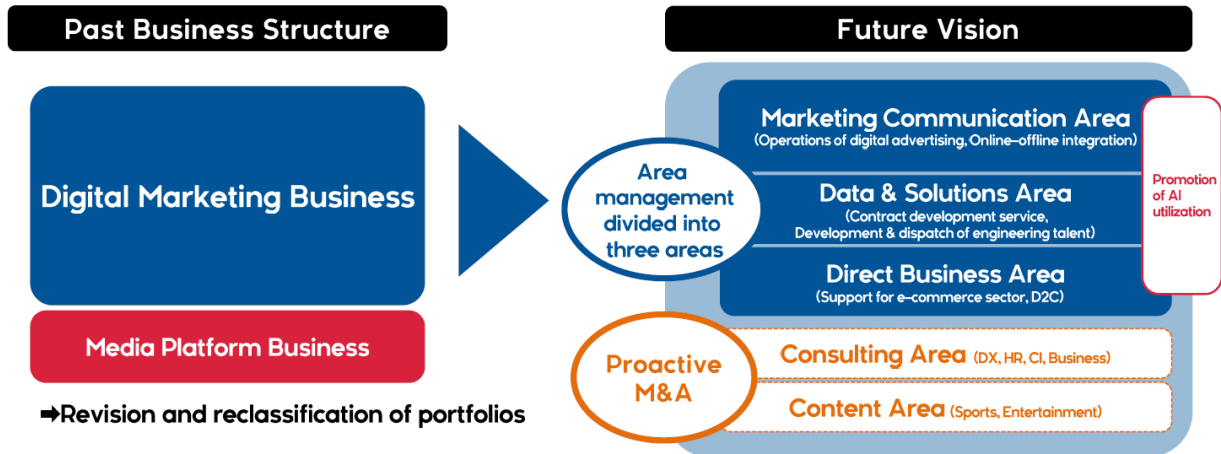 Past Business Structure
Digital Marketing Business
Media Platform Business
➡Revision and reclassification of portfolios
Future Vision
Area
management
divided into
three areas
Marketing Communication Area
(Operations of digital advertising, Online–offline integration)
Data & Solutions Area
(Contract development service,
Development & dispatch of engineering talent)
Direct Business Area
(Support for e-commerce sector, D2C)
Promotion
of AI
utilization
Proactive
M&A
Consulting Area (DX, HR, CI, Business)
Content Area (Sports, Entertainment)